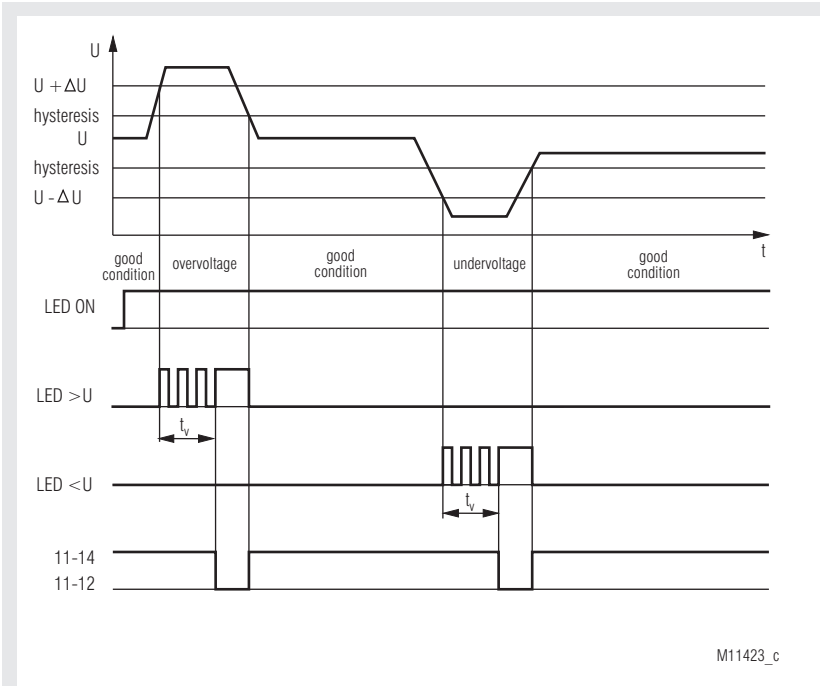 U
U + ΔU
hysteresis
U
hysteresis
U - ΔU
t
good
condition
overvoltage
good
condition
undervoltage
good
condition
LED ON
LED >U
tv
LED <U
tv
11-14
11-12
M11423_c